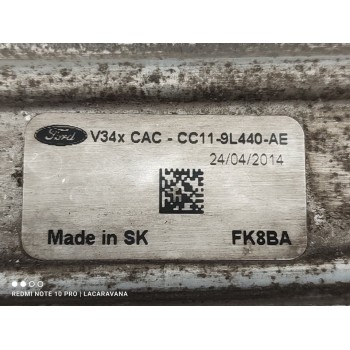 Ford V34x CAC - CC11-9L440-AE
24/04/2014
Made in SK FK8BA
REDMI NOTE 10 PRO | LACARAVANA